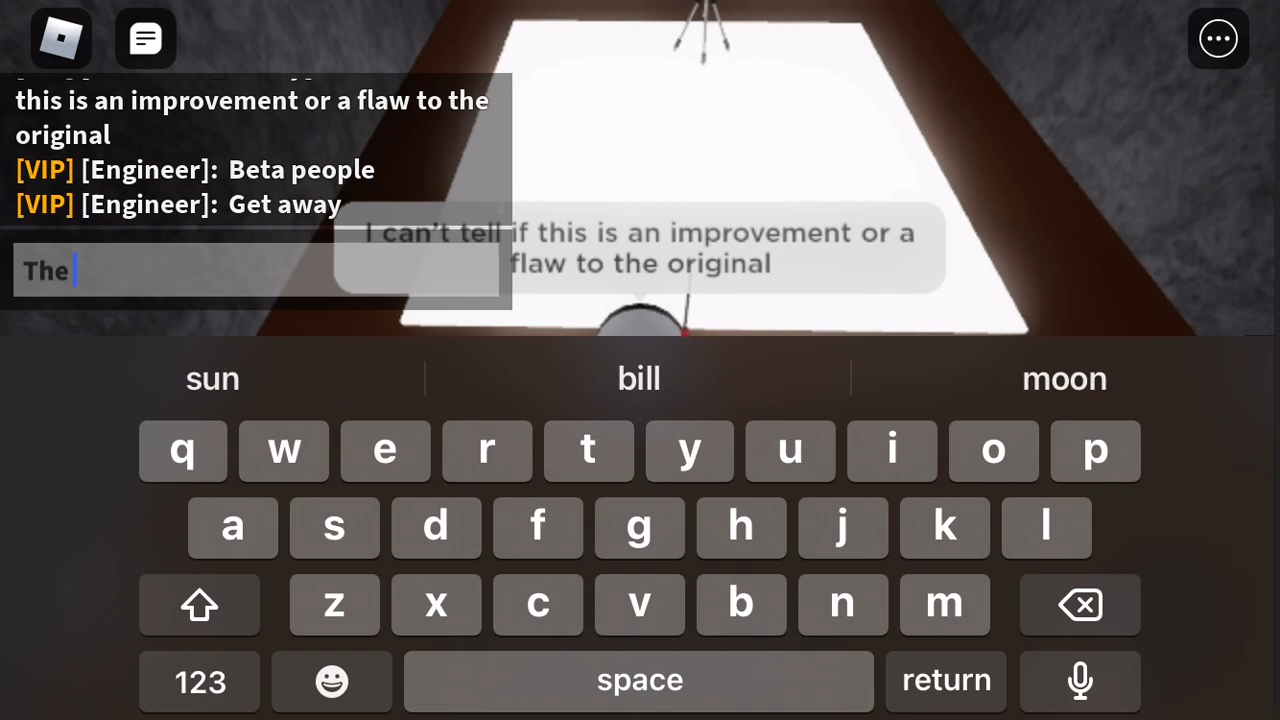 this is an improvement or a flaw to the
original
[VIP] [Engineer]: Beta people
[VIP] [Engineer]: Get away
I can't tell if this is an improvement or a
flaw to the original
The
sun bill moon
q w e r t y u i o p
a s d f g h j k l
z x c v b n m
123 space return